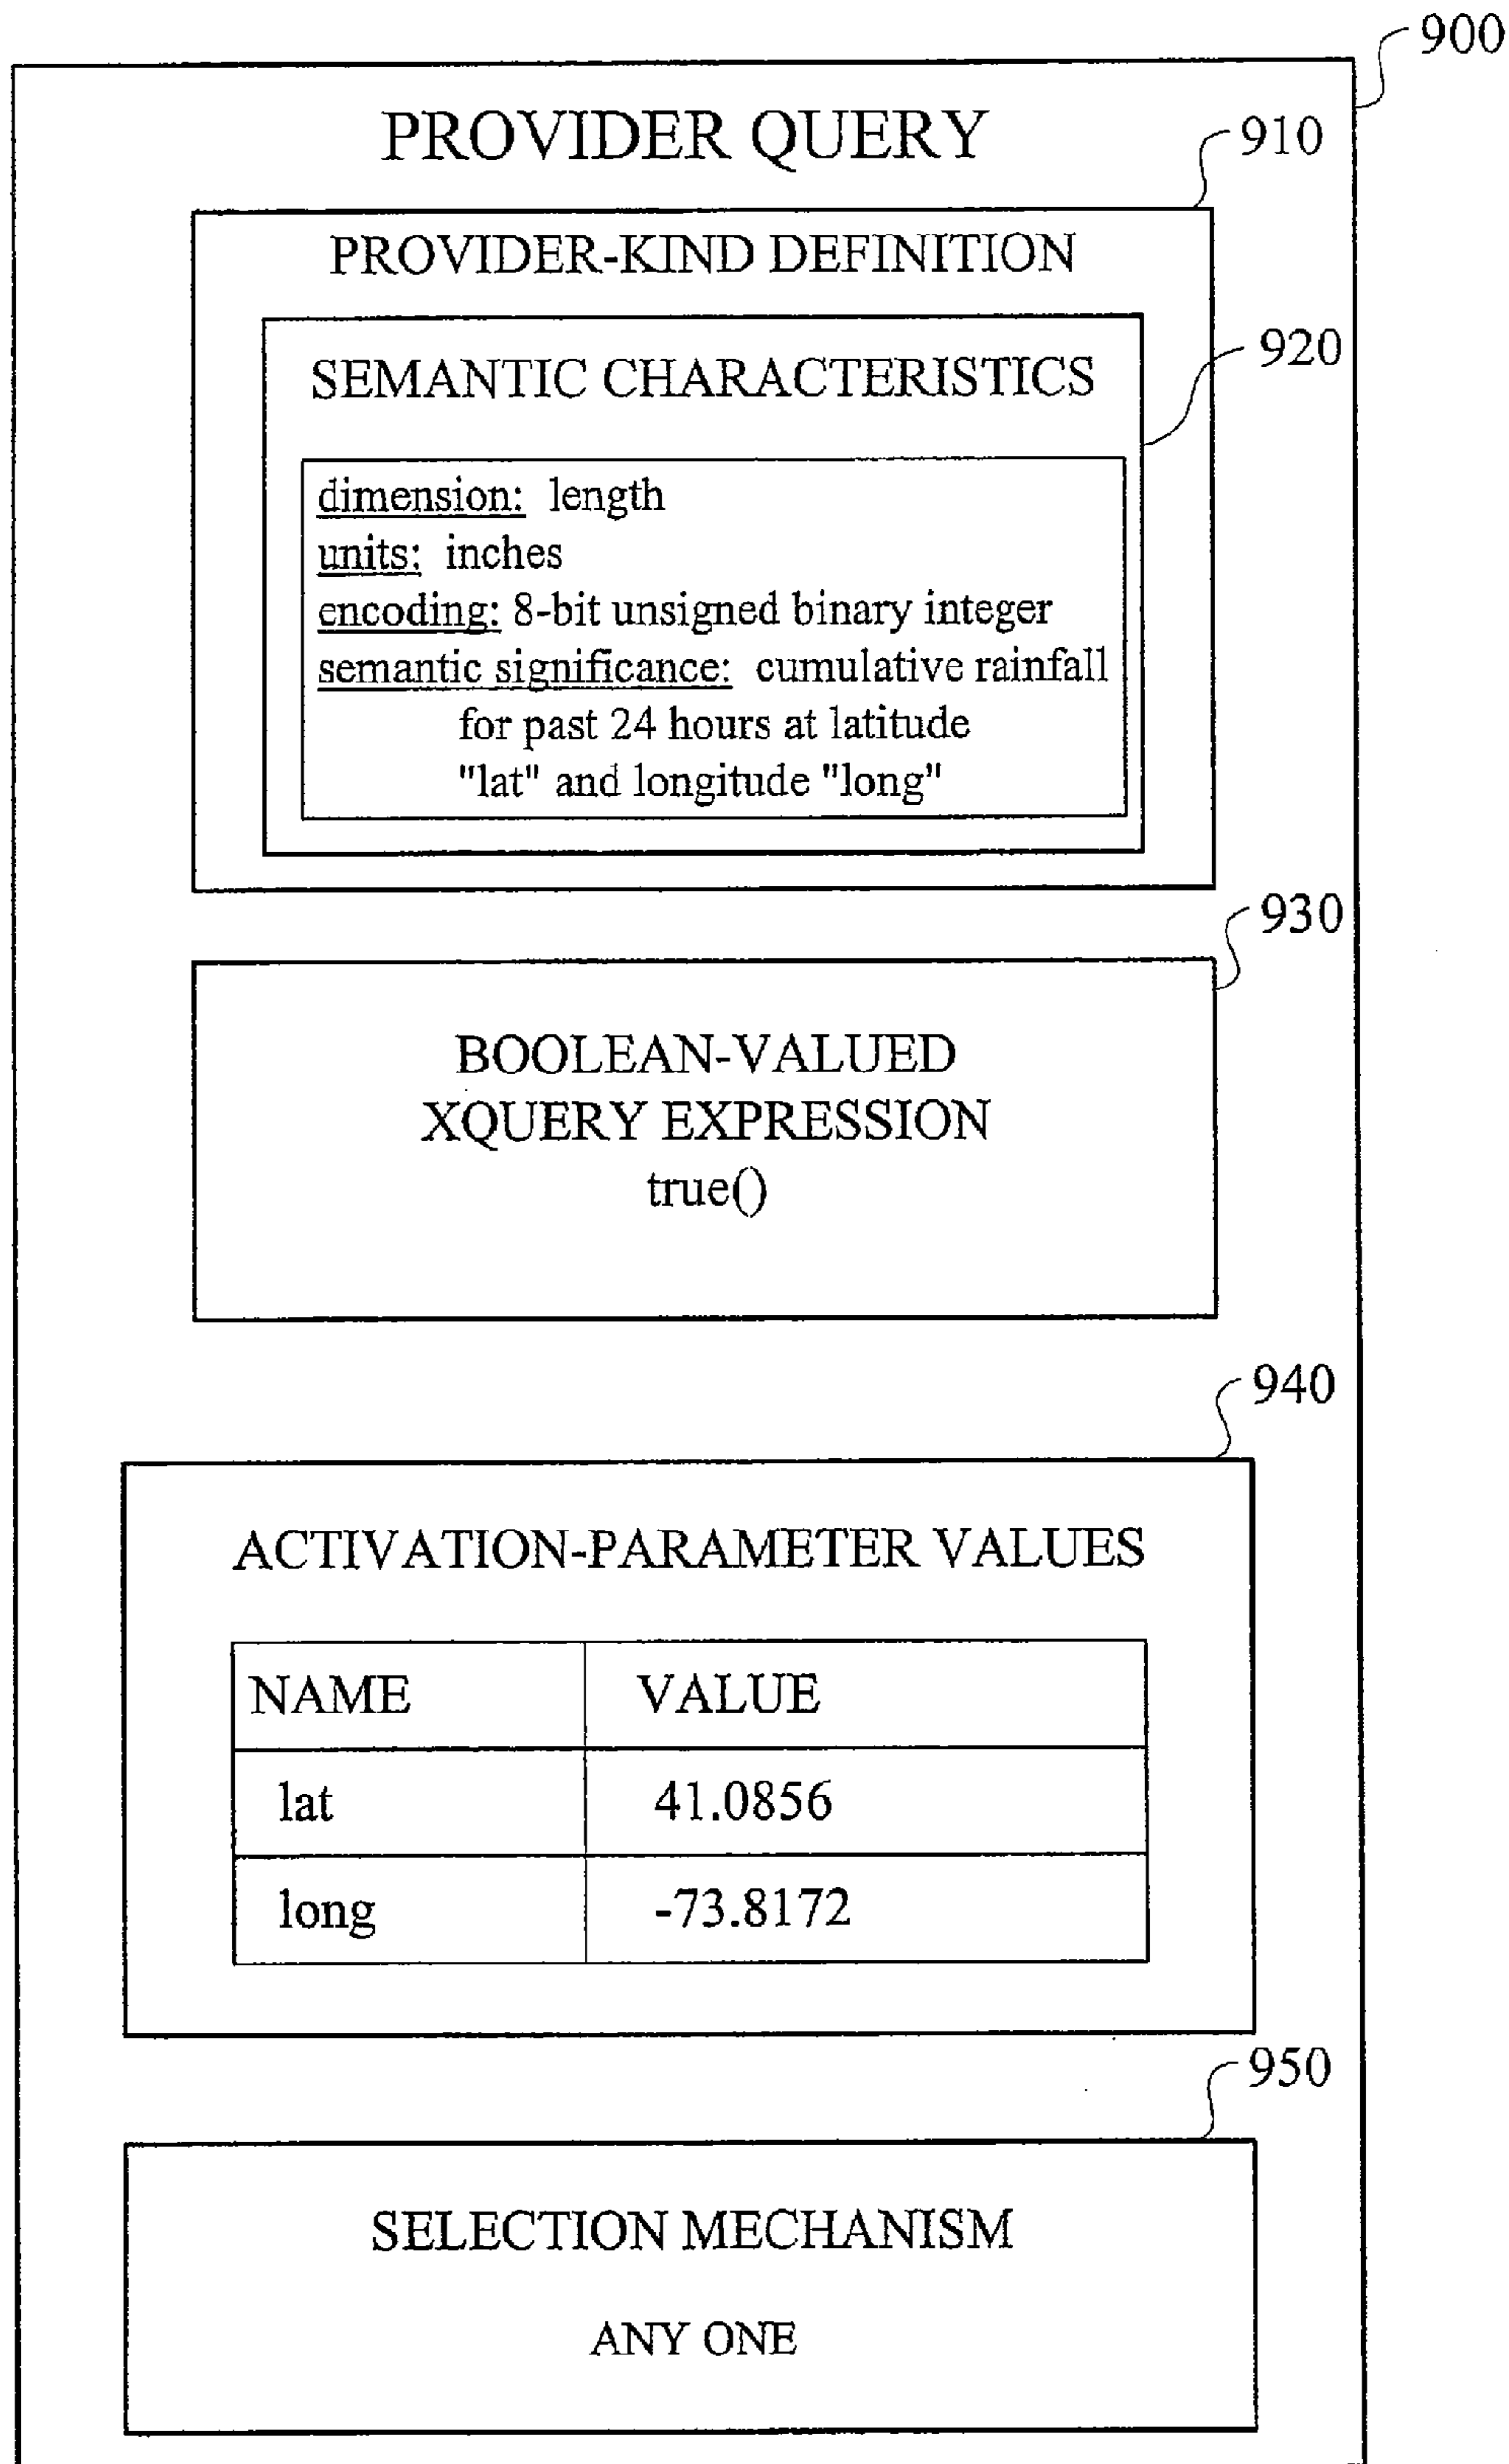 900
PROVIDER QUERY
910
PROVIDER-KIND DEFINITION
920
SEMANTIC CHARACTERISTICS
dimension: length
units: inches
encoding: 8-bit unsigned binary integer
semantic significance: cumulative rainfall
for past 24 hours at latitude
"lat" and longitude "long"
930
BOOLEAN-VALUED
XQUERY EXPRESSION
true()
940
ACTIVATION-PARAMETER VALUES
NAME VALUE
lat 41.0856
long -73.8172
950
SELECTION MECHANISM
ANY ONE